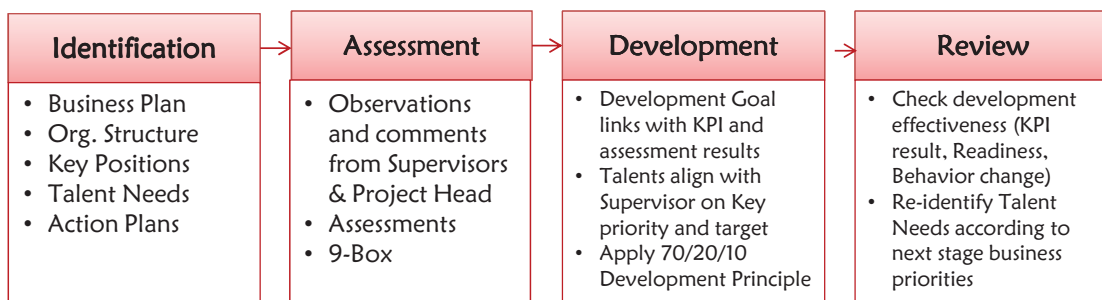 Identification
• Business Plan
• Org. Structure
• Key Positions
• Talent Needs
• Action Plans
Assessment
• Observations
and comments
from Supervisors
& Project Head
• Assessments
• 9-Box
Development
• Development Goal
links with KPI and
assessment results
• Talents align with
Supervisor on Key
priority and target
• Apply 70/20/10
Development Principle
Review
• Check development
effectiveness (KPI
result, Readiness,
Behavior change)
• Re-identify Talent
Needs according to
next stage business
priorities